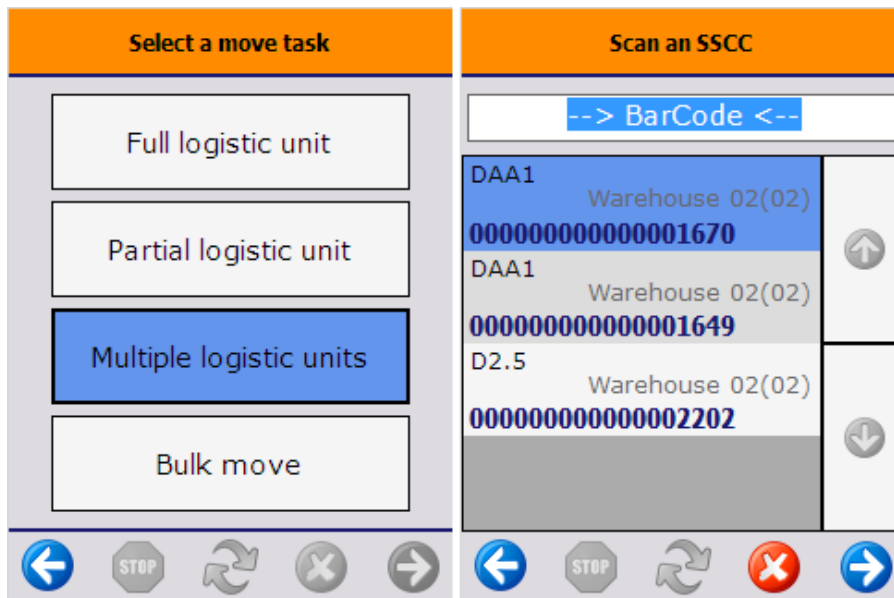 Select a move task
Full logistic unit
Partial logistic unit
Multiple logistic units
Bulk move
STOP
Scan an SSCC
--> BarCode <--
DAA1
Warehouse 02(02)
000000000000001670
DAA1
Warehouse 02(02)
000000000000001649
D2.5
Warehouse 02(02)
000000000000002202
STOP